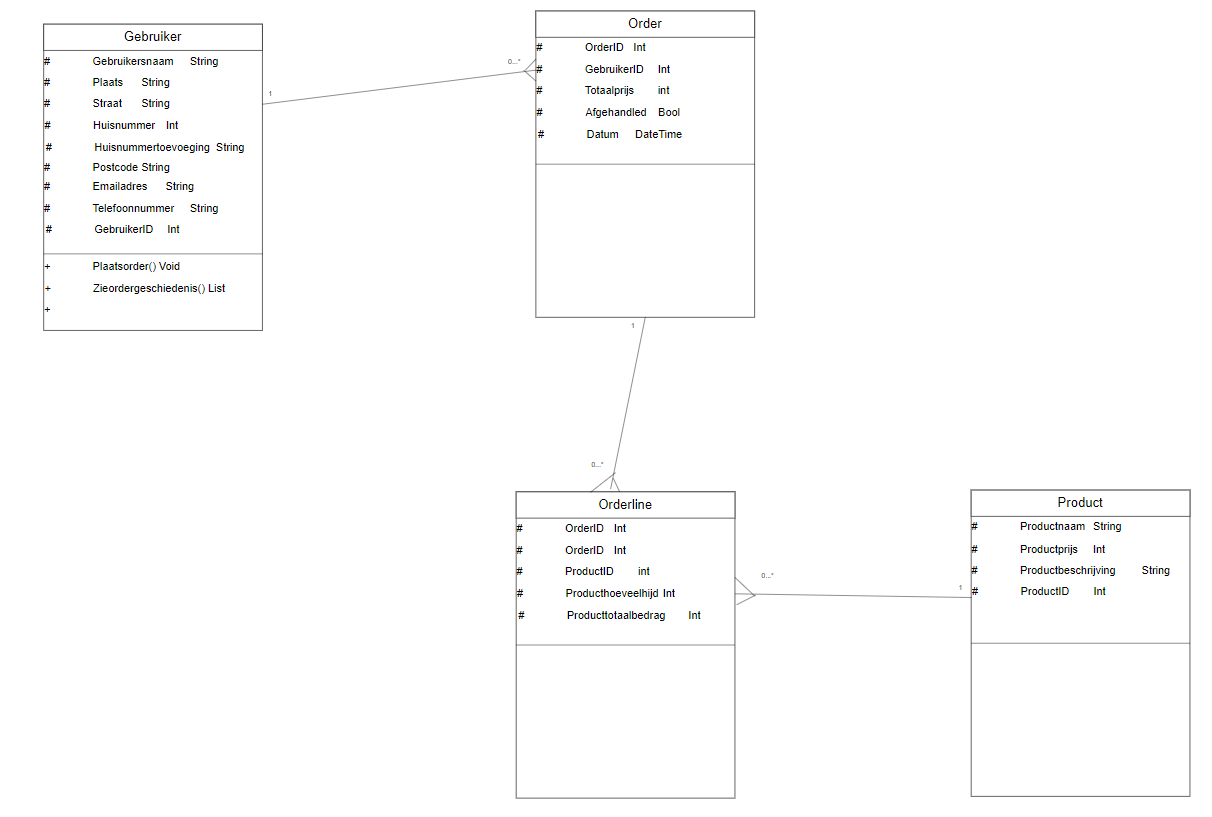 Gebruiker
# Gebruikersnaam String
# Plaats String
# Straat String
# Huisnummer Int
# Huisnummertoevoeging String
# Postcode String
# Emailadres String
# Telefoonnummer String
# GebruikerID Int
+ Plaatsorder() Void
+ Zieordergeschiedenis() List
+
1
0...*
Order
# OrderID Int
# GebruikerID Int
# Totaalprijs int
# Afgehandled Bool
# Datum DateTime
1
0...*
Orderline
# OrderID Int
# OrderID Int
# ProductID int
# Producthoeveelhijd Int
# Producttotaalbedrag Int
0...*
1
Product
# Productnaam String
# Productprijs Int
# Productbeschrijving String
# ProductID Int